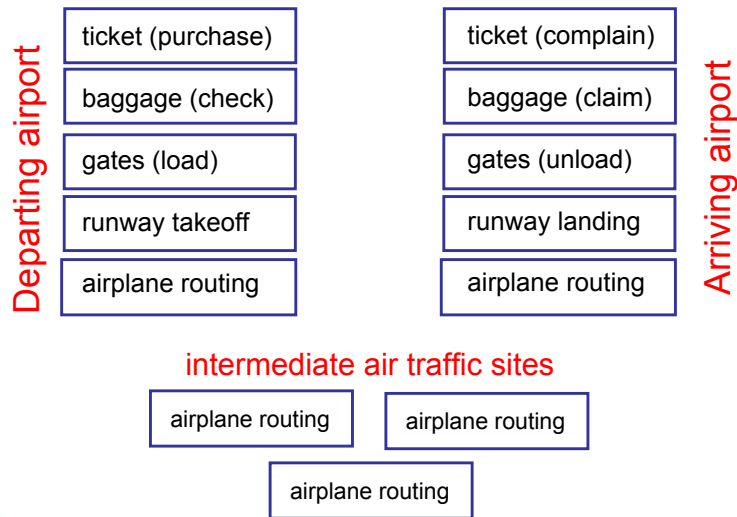 Departing airport
ticket (purchase)
baggage (check)
gates (load)
runway takeoff
airplane routing
ticket (complain)
baggage (claim)
gates (unload)
runway landing
airplane routing
Arriving airport
intermediate air traffic sites
airplane routing
airplane routing
airplane routing